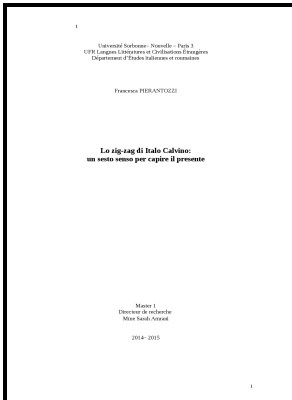 1
Université Sorbonne - Nouvelle – Paris 3
UFR Langues Littératures et Civilisations Étrangères
Département d'Études italiennes et roumaines
Francesca PIERANTOZZI
Lo zig-zag di Italo Calvino:
un sesto senso per capire il presente
Master 1
Directeur de recherche
Mme Sarah Amrani
2014– 2015
1